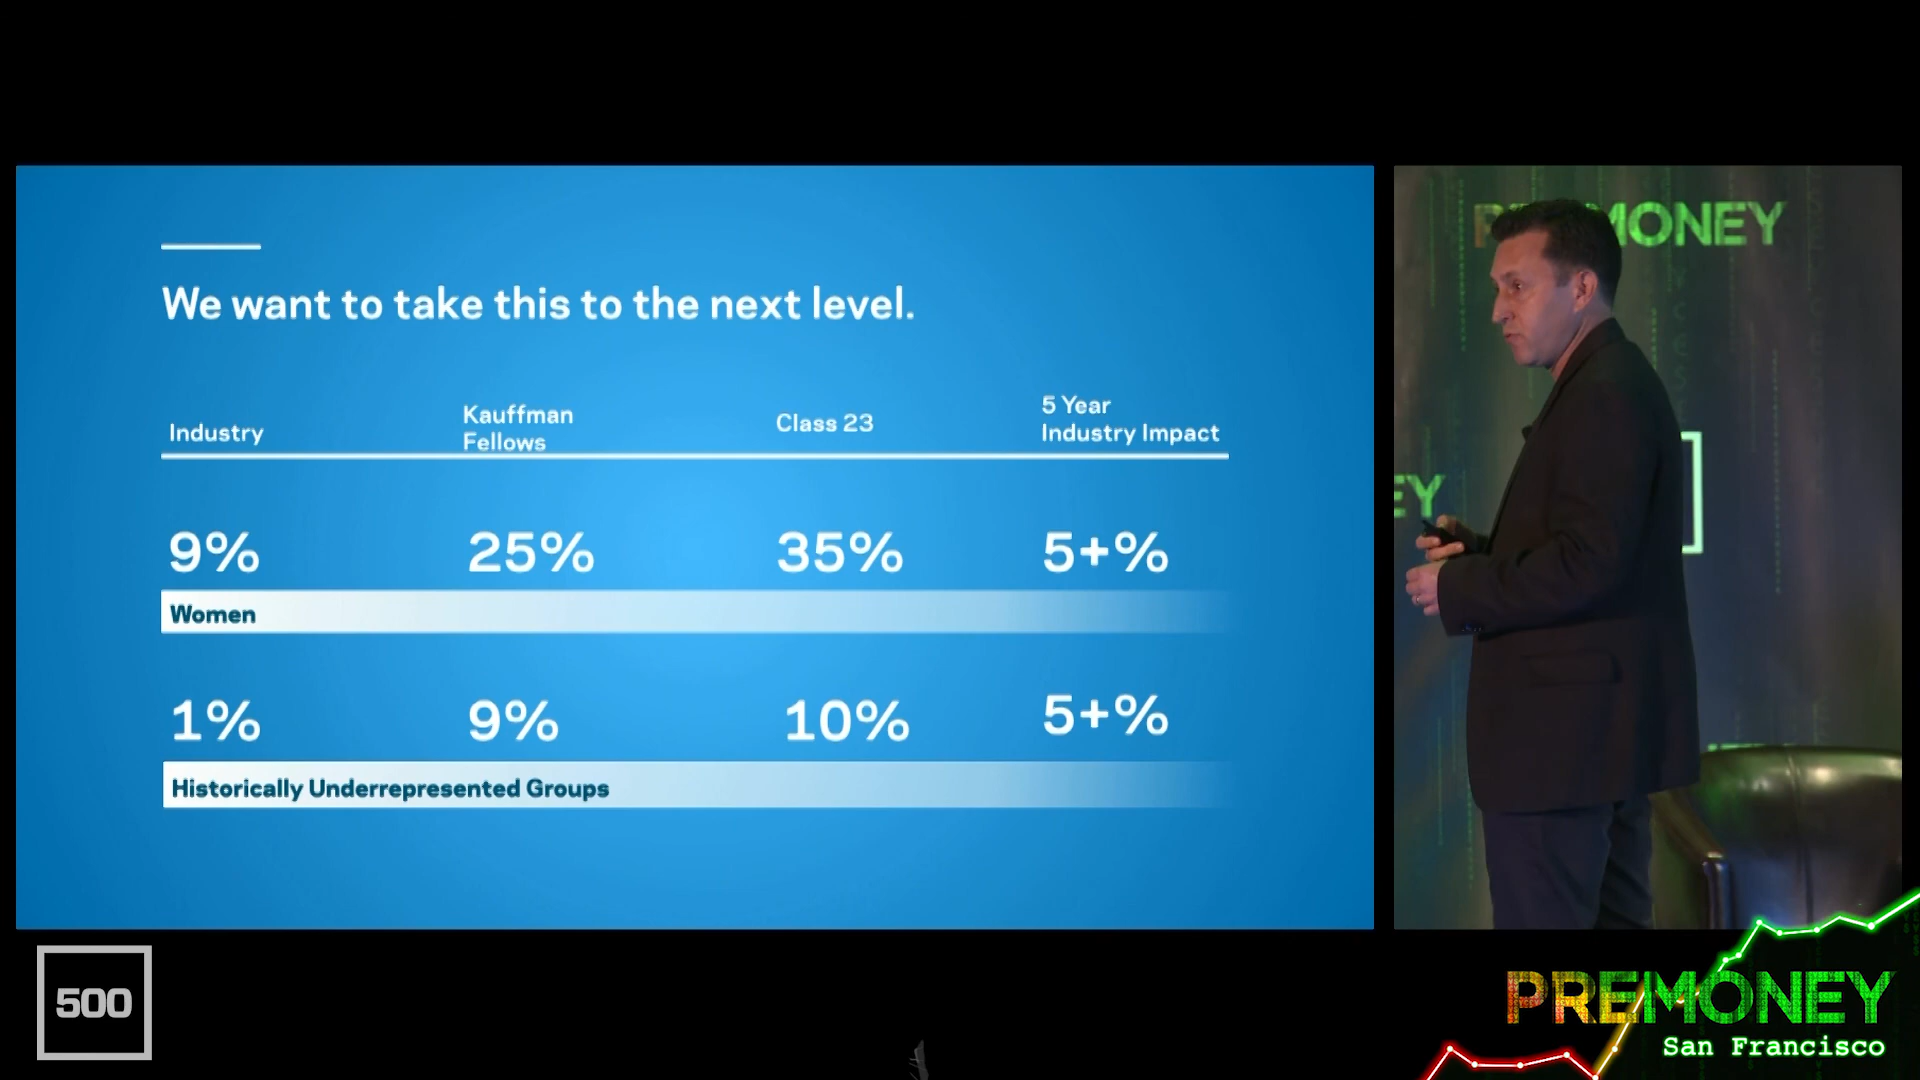 We want to take this to the next level.
Industry
Kauffman
Fellows
Class 23
5 Year
Industry Impact
9%
25%
35%
5+%
Women
1%
9%
10%
5+%
Historically Underrepresented Groups
MONEY
EY
500
PREMONEY
San Francisco